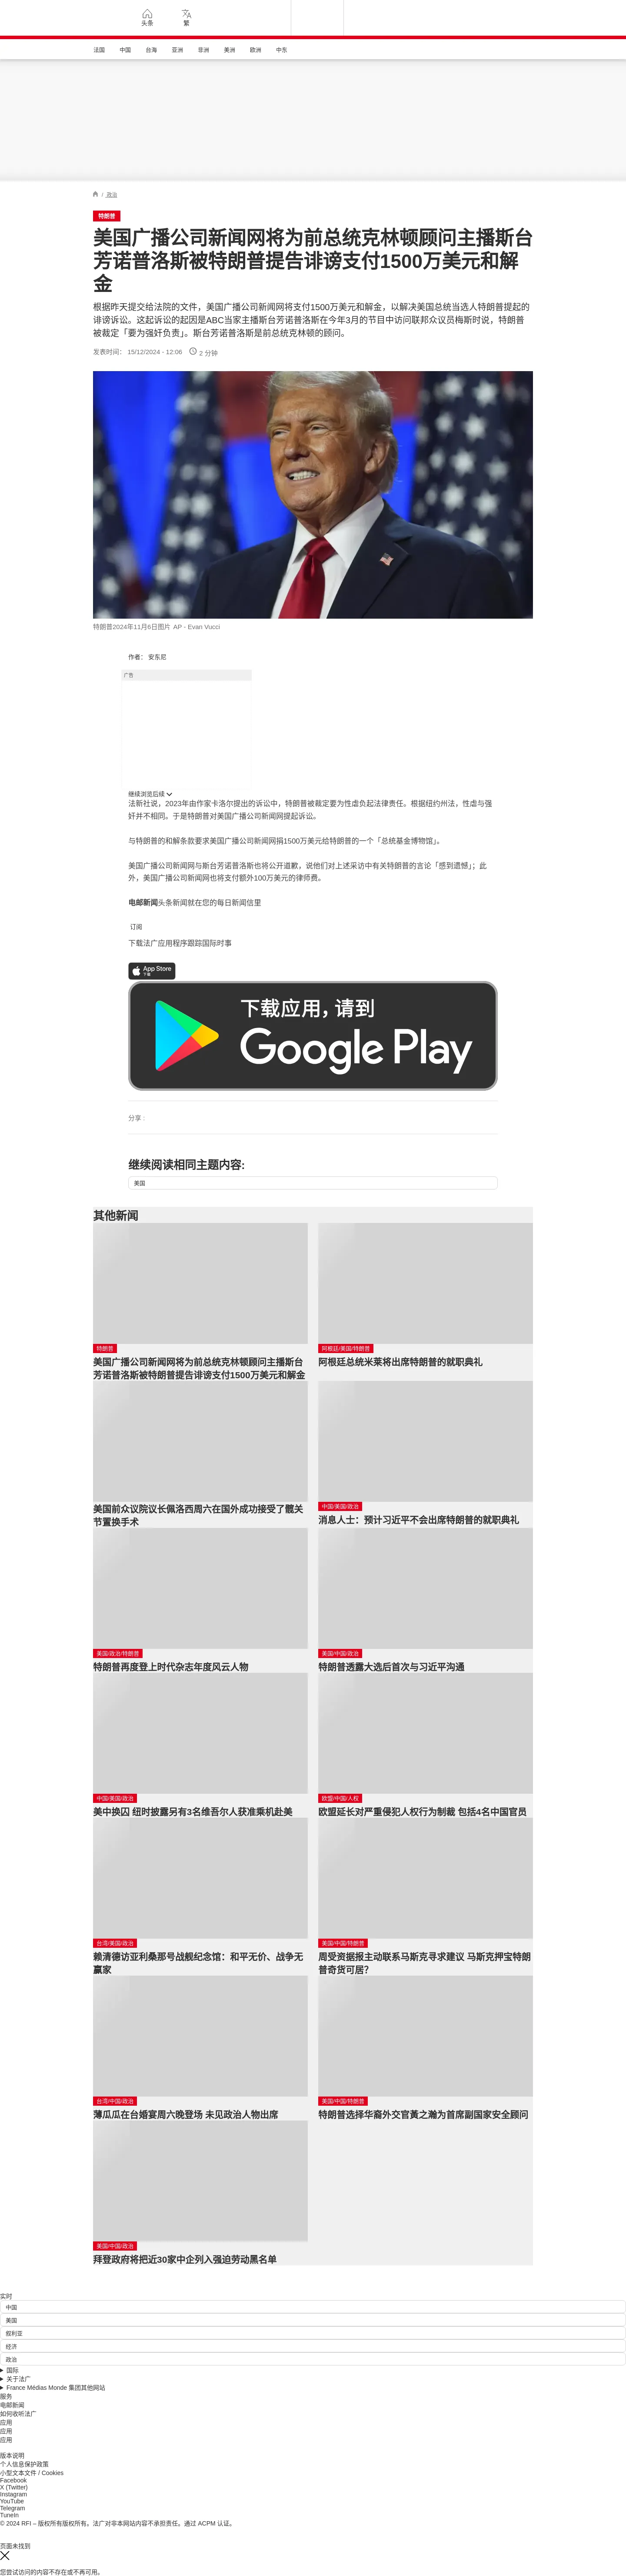 头条
繁
法国
中国
台海
亚洲
非洲
美洲
欧洲
中东
/ 政治
特朗普
美国广播公司新闻网将为前总统克林顿顾问主播斯台
芳诺普洛斯被特朗普提告诽谤支付1500万美元和解
金
根据昨天提交给法院的文件，美国广播公司新闻网将支付1500万美元和解金，以解决美国总统当选人特朗普提起的
诽谤诉讼。这起诉讼的起因是ABC当家主播斯台芳诺普洛斯在今年3月的节目中访问联邦众议员梅斯时说，特朗普
被裁定「要为强奸负责」。斯台芳诺普洛斯是前总统克林顿的顾问。
发表时间： 15/12/2024 - 12:06
2 分钟
特朗普2024年11月6日图片 AP - Evan Vucci
作者： 安东尼
广告
继续浏览后续
法新社说，2023年由作家卡洛尔提出的诉讼中，特朗普被裁定要为性虐负起法律责任。根据纽约州法，性虐与强
奸并不相同。于是特朗普对美国广播公司新闻网提起诉讼。
与特朗普的和解条款要求美国广播公司新闻网捐1500万美元给特朗普的一个「总统基金博物馆」。
美国广播公司新闻网与斯台芳诺普洛斯也将公开道歉，说他们对上述采访中有关特朗普的言论「感到遗憾」；此
外，美国广播公司新闻网也将支付额外100万美元的律师费。
电邮新闻头条新闻就在您的每日新闻信里
订阅
下载法广应用程序跟踪国际时事
App Store
下载
下载应用，请到
Google Play
分享 :
继续阅读相同主题内容:
美国
其他新闻
特朗普
美国广播公司新闻网将为前总统克林顿顾问主播斯台
芳诺普洛斯被特朗普提告诽谤支付1500万美元和解金
阿根廷/美国/特朗普
阿根廷总统米莱将出席特朗普的就职典礼
美国前众议院议长佩洛西周六在国外成功接受了髋关
节置换手术
中国/美国/政治
消息人士：预计习近平不会出席特朗普的就职典礼
美国/政治/特朗普
特朗普再度登上时代杂志年度风云人物
美国/中国/政治
特朗普透露大选后首次与习近平沟通
中国/美国/政治
美中换囚 纽时披露另有3名维吾尔人获准乘机赴美
欧盟/中国/人权
欧盟延长对严重侵犯人权行为制裁 包括4名中国官员
台湾/美国/政治
赖清德访亚利桑那号战舰纪念馆：和平无价、战争无
赢家
美国/中国/特朗普
周受资据报主动联系马斯克寻求建议 马斯克押宝特朗
普奇货可居？
台湾/中国/政治
薄瓜瓜在台婚宴周六晚登场 未见政治人物出席
美国/中国/特朗普
特朗普选择华裔外交官黃之瀚为首席副国家安全顾问
美国/中国/政治
拜登政府将把近30家中企列入强迫劳动黑名单
实时
中国
美国
叙利亚
经济
政治
国际
关于法广
France Médias Monde 集团其他网站
服务
电邮新闻
如何收听法广
应用
应用
应用
版本说明
个人信息保护政策
小型文本文件 / Cookies
Facebook
X (Twitter)
Instagram
YouTube
Telegram
TuneIn
© 2024 RFI – 版权所有版权所有。法广对非本网站内容不承担责任。通过 ACPM 认证。
页面未找到
您尝试访问的内容不存在或不再可用。